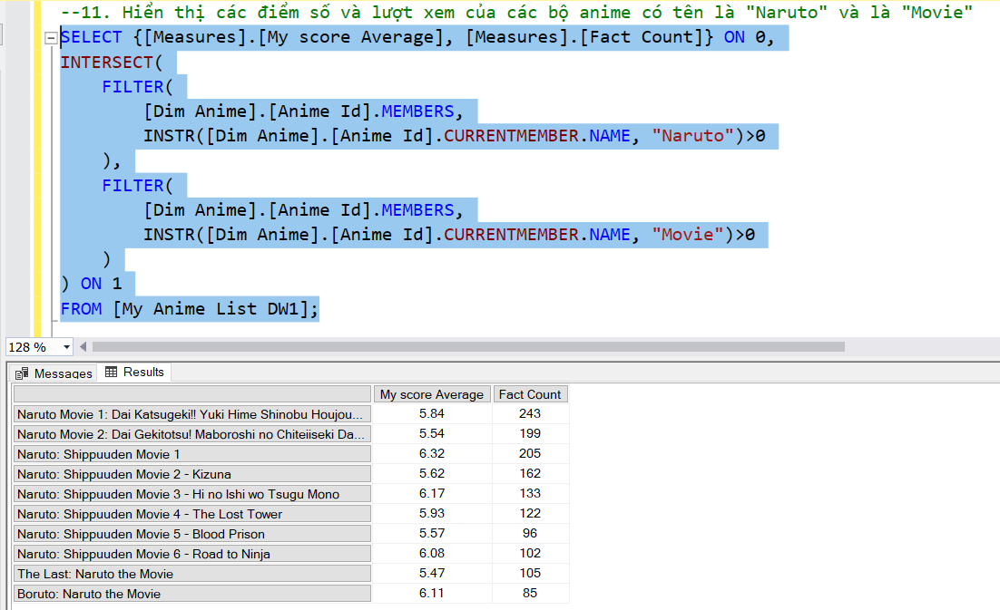 --11. Hiển thị các điểm số và lượt xem của các bộ anime có tên là "Naruto" và là "Movie"
SELECT {[Measures].[My score Average], [Measures].[Fact Count]} ON 0,
INTERSECT(
FILTER(
[Dim Anime].[Anime Id].MEMBERS,
INSTR([Dim Anime].[Anime Id].CURRENTMEMBER.NAME, "Naruto")>0
),
FILTER(
[Dim Anime].[Anime Id].MEMBERS,
INSTR([Dim Anime].[Anime Id].CURRENTMEMBER.NAME, "Movie")>0
)
) ON 1
FROM [My Anime List DW1];
128 %
Messages Results
My score Average Fact Count
Naruto Movie 1: Dai Katsugeki!! Yuki Hime Shinobu Houjou... 5.84 243
Naruto Movie 2: Dai Gekitotsu! Maboroshi no Chiteiiseki Da... 5.54 199
Naruto: Shippuuden Movie 1 6.32 205
Naruto: Shippuuden Movie 2 - Kizuna 5.62 162
Naruto: Shippuuden Movie 3 - Hi no Ishi wo Tsugu Mono 6.17 133
Naruto: Shippuuden Movie 4 - The Lost Tower 5.93 122
Naruto: Shippuuden Movie 5 - Blood Prison 5.57 96
Naruto: Shippuuden Movie 6 - Road to Ninja 6.08 102
The Last: Naruto the Movie 5.47 105
Boruto: Naruto the Movie 6.11 85